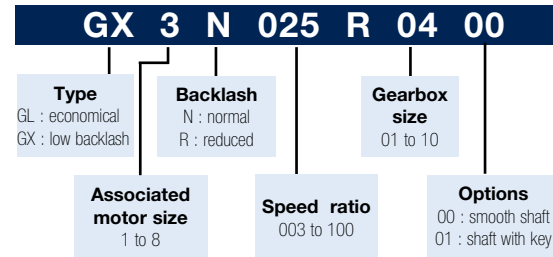 GX 3 N 025 R 04 00
Type
GL : economical
GX : low backlash
Backlash
N : normal
R : reduced
Gearbox
size
01 to 10
Associated
motor size
1 to 8
Speed ratio
003 to 100
Options
00 : smooth shaft
01 : shaft with key